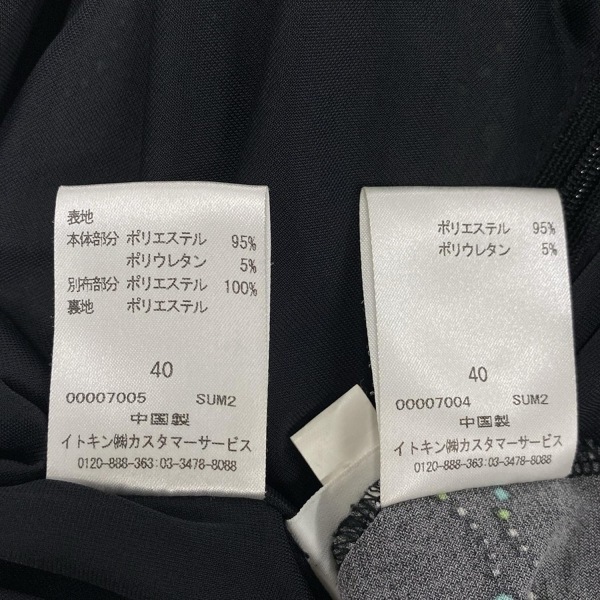 表地
本体部分 ポリエステル 95%
ポリウレタン 5%
別布部分 ポリエステル 100%
裏地 ポリエステル
40
00007005 SUM2
中国製
イトキン㈱カスタマーサービス
0120-888-363:03-3478-8088
ポリエステル 95%
ポリウレタン 5%
40
00007004 SUM2
中国製
イトキン㈱カスタマーサービス
0120-888-363:03-3478-8088